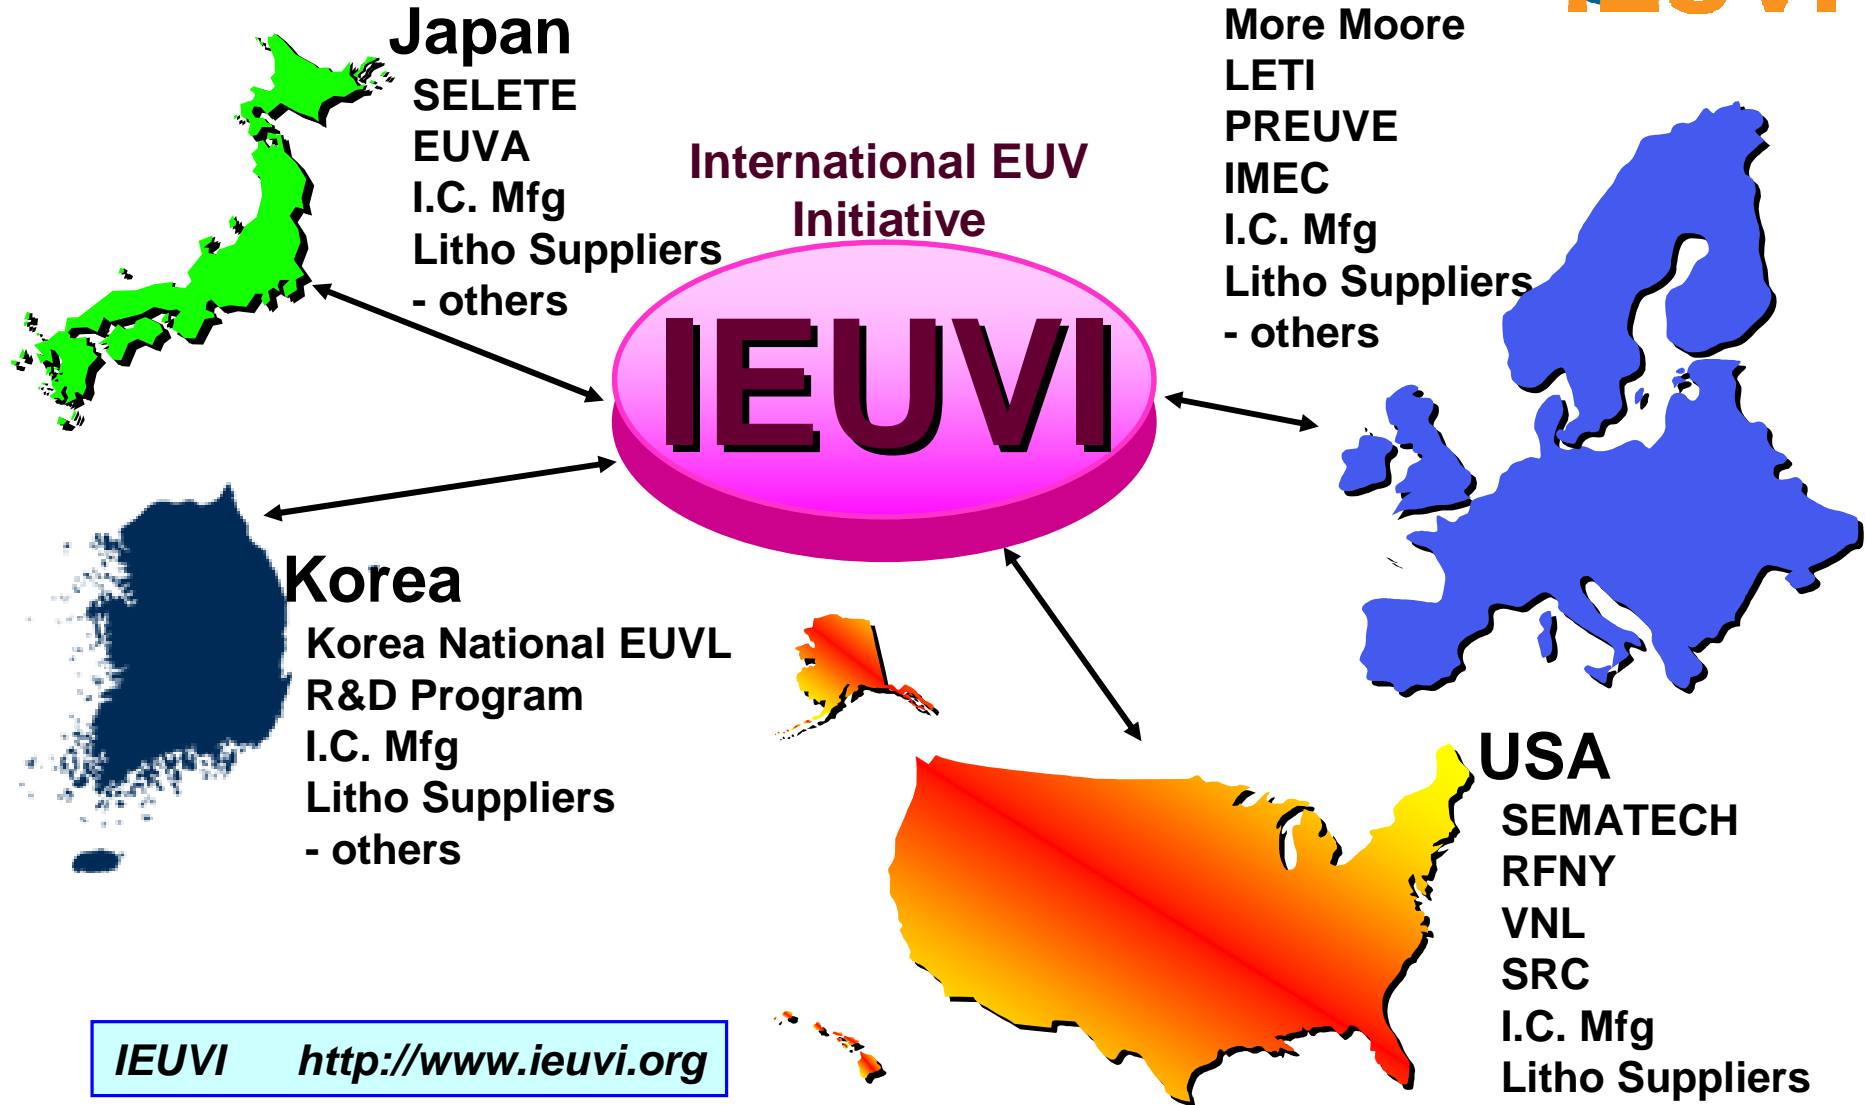 Japan
SELETE
EUVA
I.C. Mfg
Litho Suppliers
- others
International EUV
Initiative
IEUVI
More Moore
LETI
PREUVE
IMEC
I.C. Mfg
Litho Suppliers
- others
Korea
Korea National EUVL
R&D Program
I.C. Mfg
Litho Suppliers
- others
USA
SEMATECH
RFNY
VNL
SRC
I.C. Mfg
Litho Suppliers
IEUVI http://www.ieuvi.org